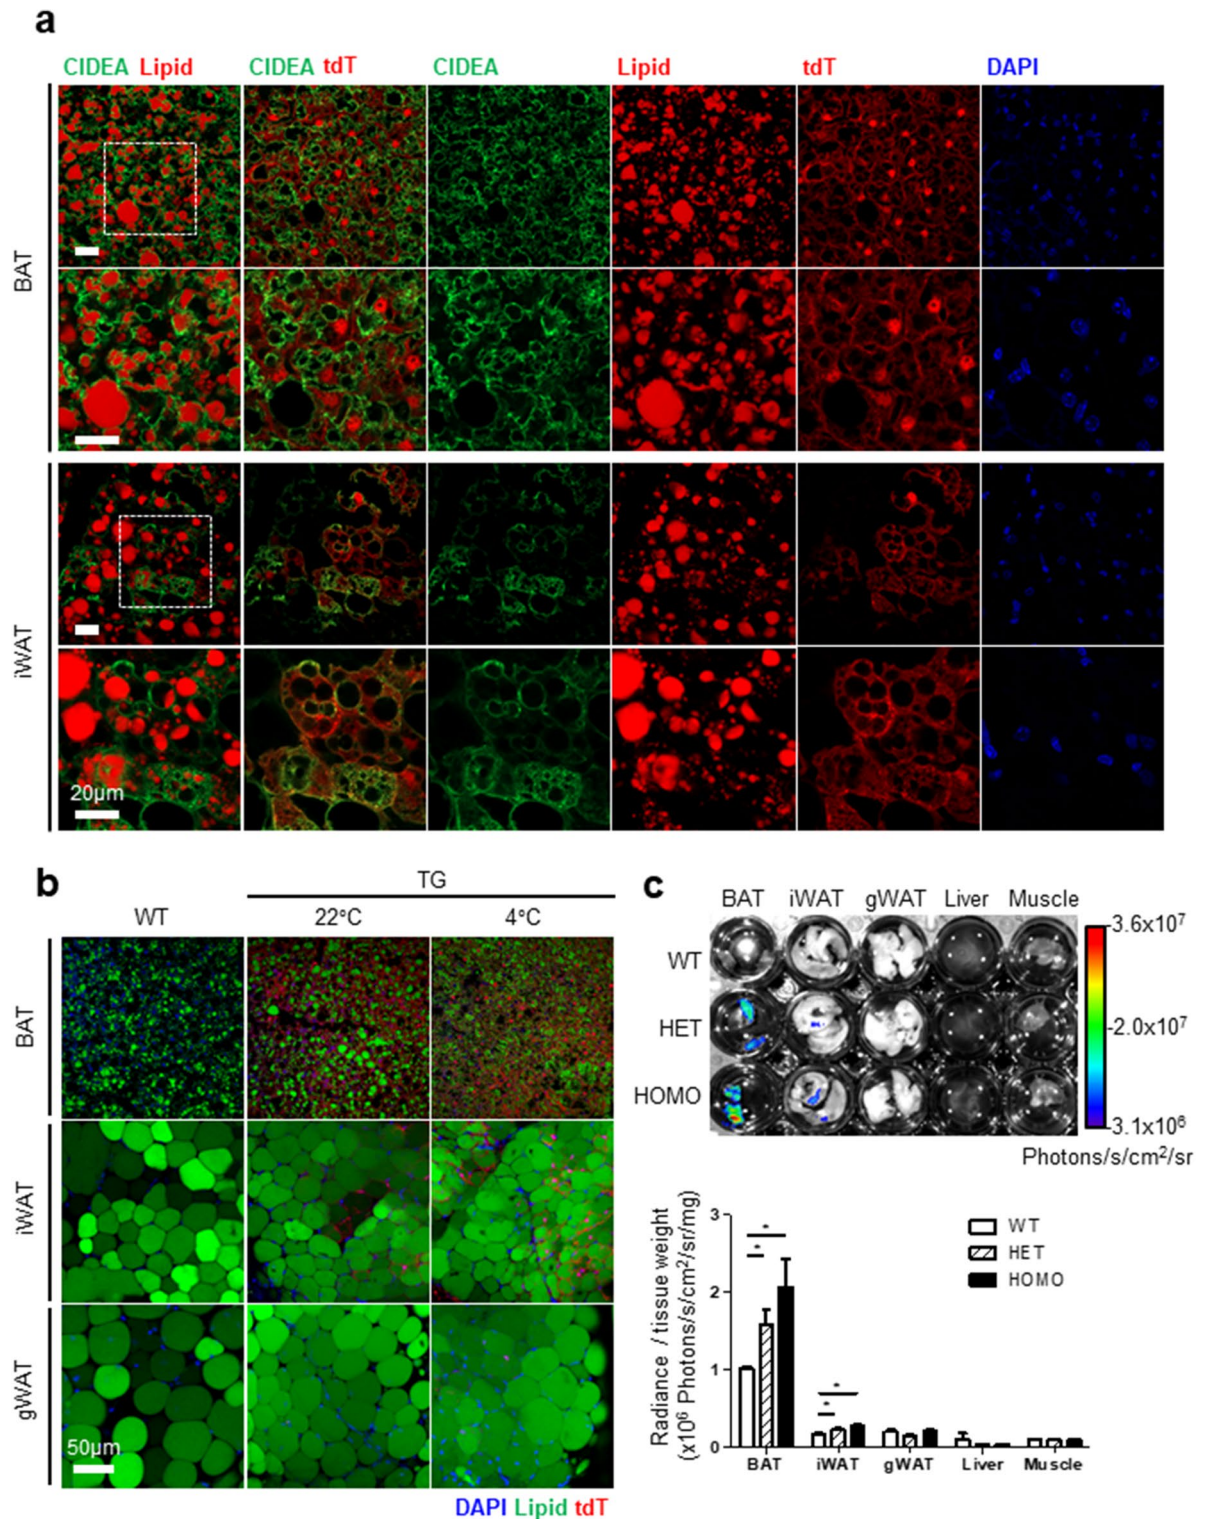 a
CIDEA Lipid CIDEA tdT CIDEA Lipid tdT DAPI
BAT
iWAT
20µm
b
TG
WT 22°C 4°C
BAT
iWAT
gWAT
50µm
DAPI Lipid tdT
c
BAT iWAT gWAT Liver Muscle
WT
HET
HOMO
3.6x10⁷
2.0x10⁷
3.1x10⁶
Photons/s/cm²/sr
Radiance / tissue weight
(x10⁶ Photons/s/cm²/sr/mg)
3
2
1
0
* * * *
WT
HET
HOMO
BAT iWAT gWAT Liver Muscle